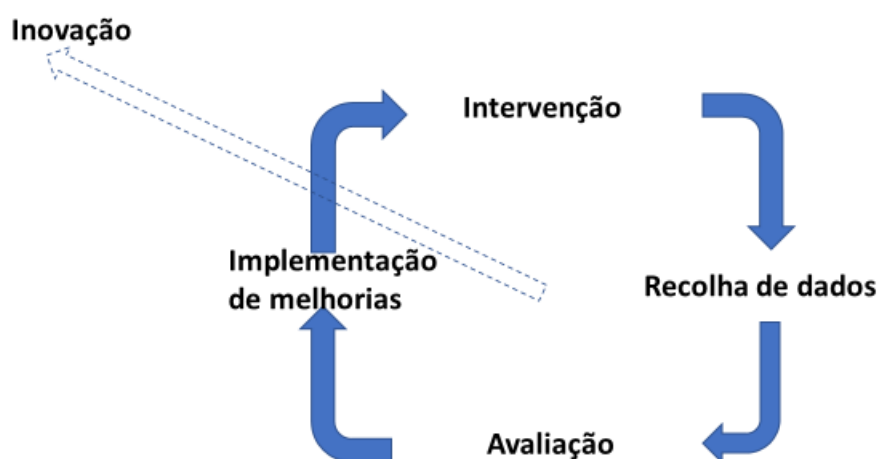 Inovação
Intervenção
Implementação
de melhorias
Recolha de dados
Avaliação